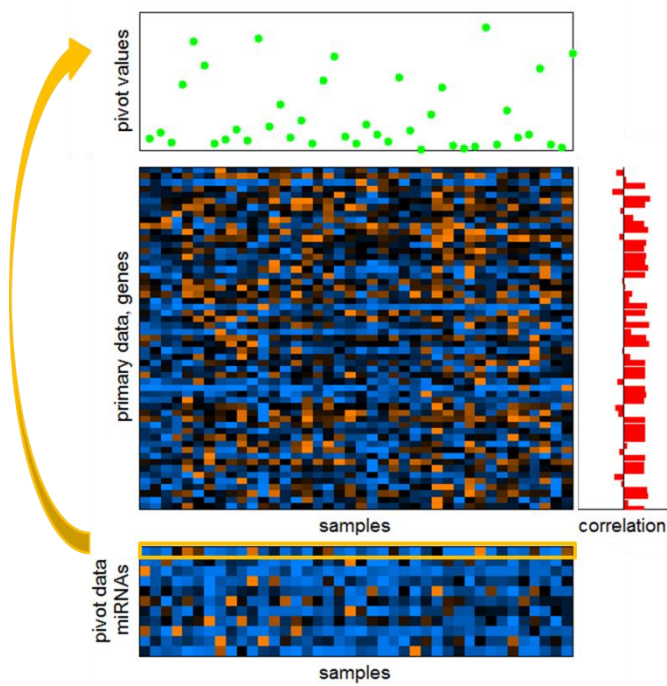 pivot values
primary data, genes
samples
correlation
pivot data
miRNAs
samples